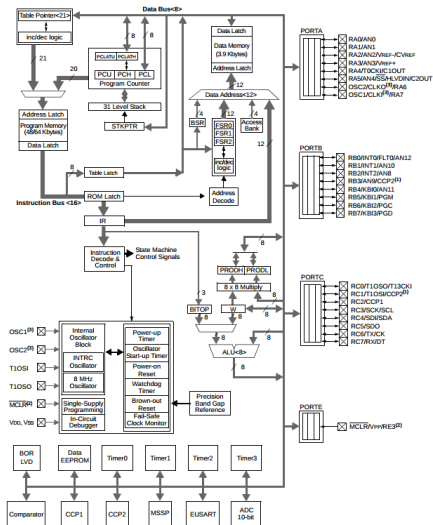 Data Bus<8>
Table Pointer<21>
inc/dec logic
21
20
8
8
8
PCLATU PCLATH
PCU PCH PCL
Program Counter
31 Level Stack
STKPTR
Address Latch
Program Memory
(48/64 Kbytes)
Data Latch
Data Latch
Data Memory
(3.9 Kbytes)
Address Latch
12
Data Address<12>
4
12
4
BSR
FSR0
FSR1
FSR2
Access
Bank
12
inc/dec
logic
Address
Decode
8
Table Latch
ROM Latch
Instruction Bus <16>
IR
Instruction
Decode &
Control
State Machine
Control Signals
8
PRODH PRODL
8 x 8 Multiply
3
BITOP
W
8
8
8
8
8
ALU<8>
8
OSC1(3)
OSC2(3)
T1OSI
T1OSO
MCLR(2)
VDD, VSS
Internal
Oscillator
Block
INTRC
Oscillator
8 MHz
Oscillator
Single-Supply
Programming
In-Circuit
Debugger
Power-up
Timer
Oscillator
Start-up Timer
Power-on
Reset
Watchdog
Timer
Brown-out
Reset
Fail-Safe
Clock Monitor
Precision
Band Gap
Reference
PORTA
RA0/AN0
RA1/AN1
RA2/AN2/VREF-/CVREF
RA3/AN3/VREF+
RA4/T0CKI/C1OUT
RA5/AN4/SS/HLVDIN/C2OUT
OSC2/CLKO(3)/RA6
OSC1/CLKI(3)/RA7
PORTB
RB0/INT0/FLT0/AN12
RB1/INT1/AN10
RB2/INT2/AN8
RB3/AN9/CCP2(1)
RB4/KBI0/AN11
RB5/KBI1/PGM
RB6/KBI2/PGC
RB7/KBI3/PGD
PORTC
RC0/T1OSO/T13CKI
RC1/T1OSI/CCP2(1)
RC2/CCP1
RC3/SCK/SCL
RC4/SDI/SDA
RC5/SDO
RC6/TX/CK
RC7/RX/DT
PORTE
MCLR/VPP/RE3(2)
BOR
LVD
Data
EEPROM
Timer0
Timer1
Timer2
Timer3
Comparator
CCP1
CCP2
MSSP
EUSART
ADC
10-bit